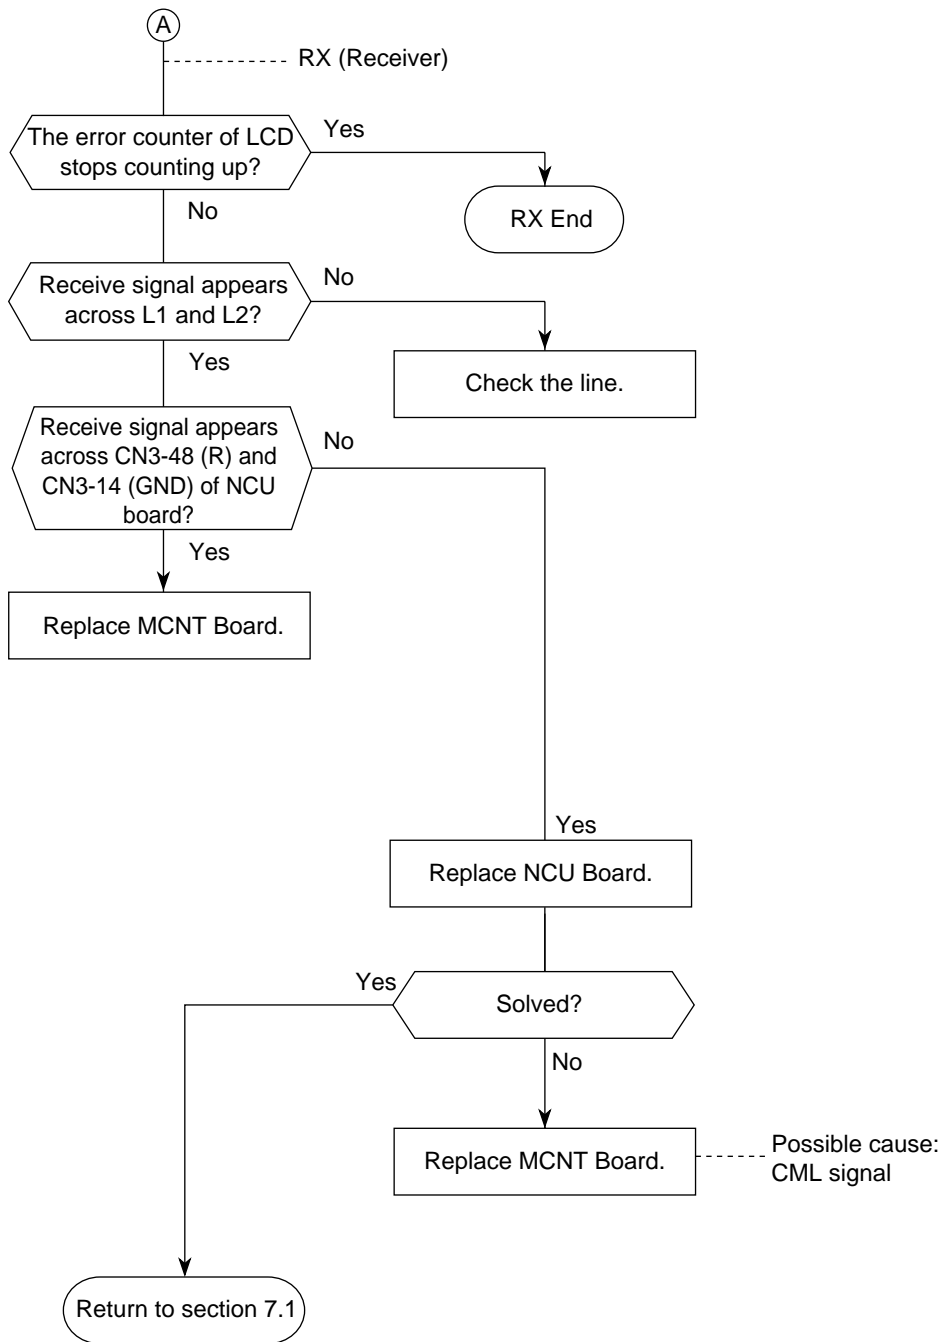 A
RX (Receiver)
The error counter of LCD
stops counting up?
Yes
RX End
No
Receive signal appears
across L1 and L2?
No
Check the line.
Yes
Receive signal appears
across CN3-48 (R) and
CN3-14 (GND) of NCU
board?
No
Yes
Replace MCNT Board.
Yes
Replace NCU Board.
Yes
Solved?
No
Replace MCNT Board.
Possible cause:
CML signal
Return to section 7.1